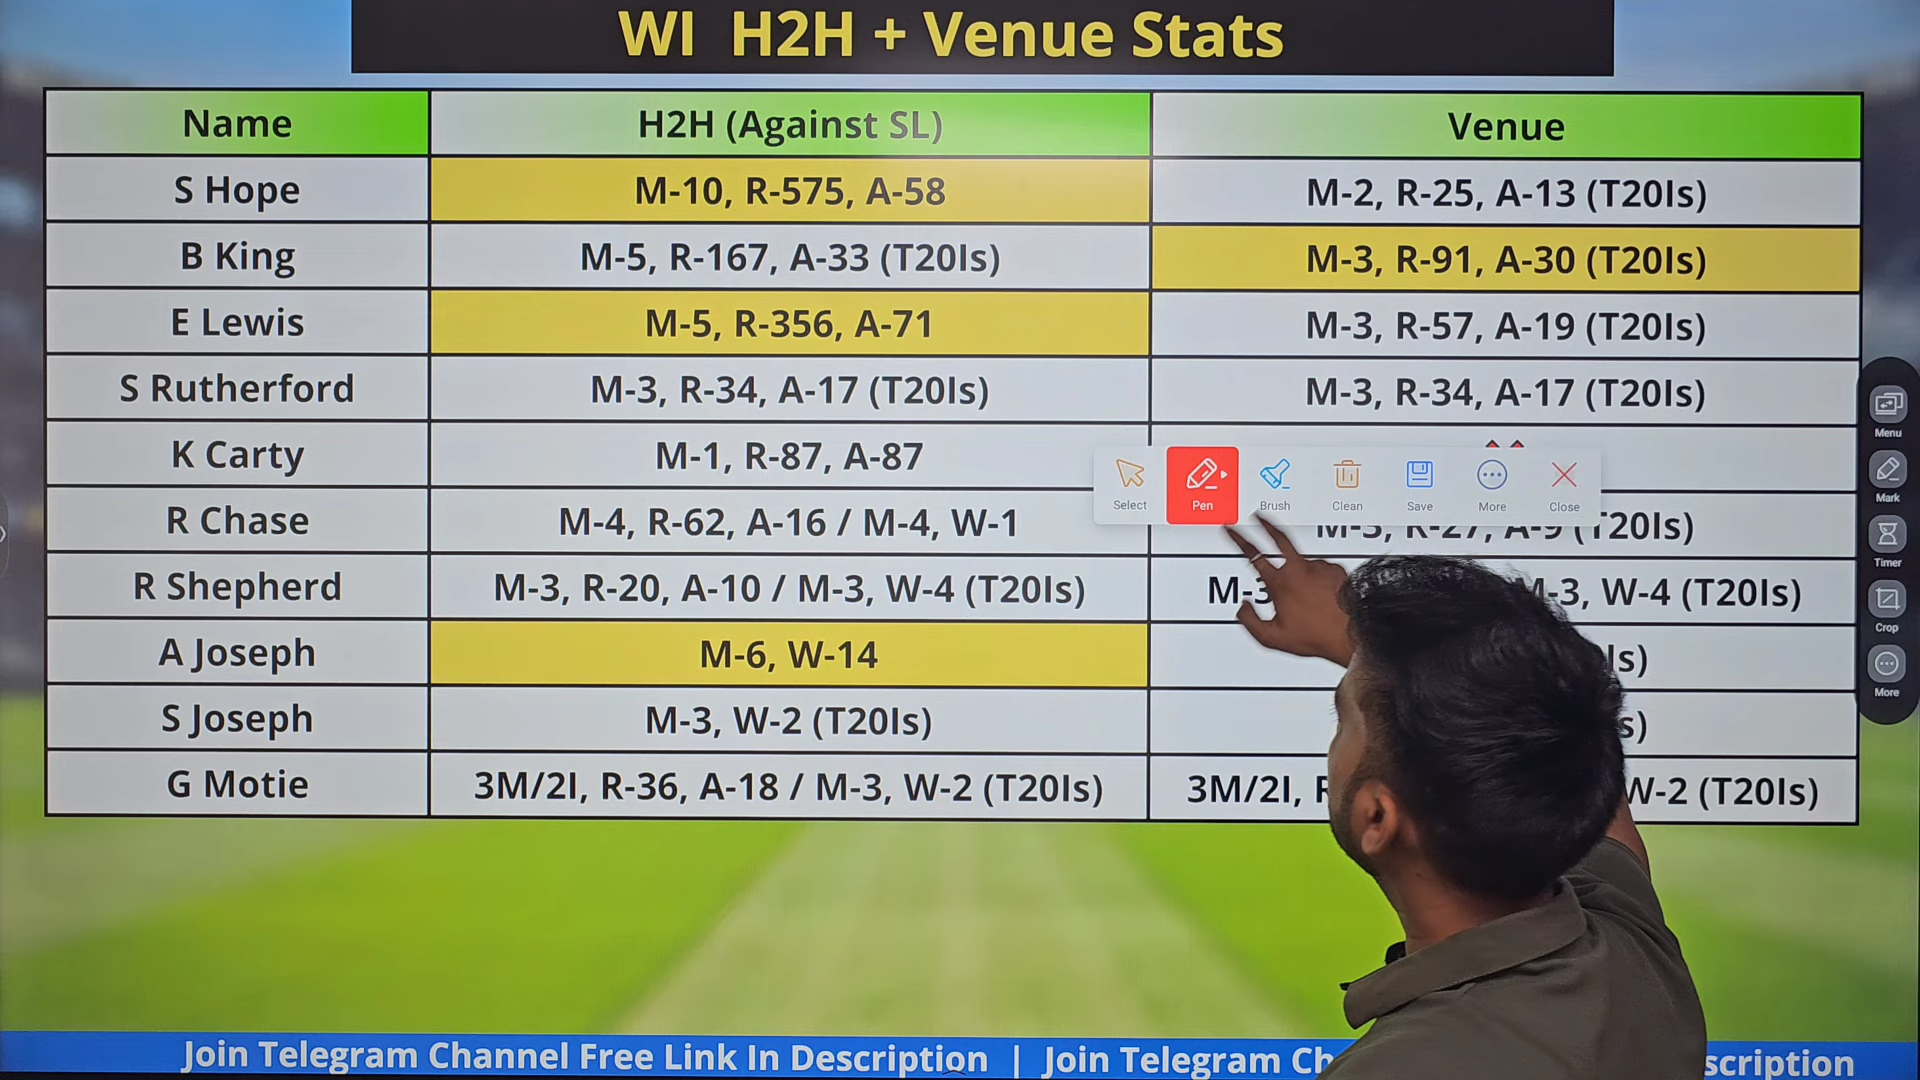 WI H2H + Venue Stats
Name H2H (Against SL) Venue
S Hope M-10, R-575, A-58 M-2, R-25, A-13 (T20Is)
B King M-5, R-167, A-33 (T20Is) M-3, R-91, A-30 (T20Is)
E Lewis M-5, R-356, A-71 M-3, R-57, A-19 (T20Is)
S Rutherford M-3, R-34, A-17 (T20Is) M-3, R-34, A-17 (T20Is)
K Carty M-1, R-87, A-87
Select Pen Brush Clean Save More Close
R Chase M-4, R-62, A-16 / M-4, W-1 A-9 (T20Is)
R Shepherd M-3, R-20, A-10 / M-3, W-4 (T20Is) M-3 M-3, W-4 (T20Is)
A Joseph M-6, W-14
S Joseph M-3, W-2 (T20Is)
G Motie 3M/2I, R-36, A-18 / M-3, W-2 (T20Is) 3M/2I, W-2 (T20Is)
Menu
Mark
Timer
Crop
More
Join Telegram Channel Free Link In Description | Join Telegram